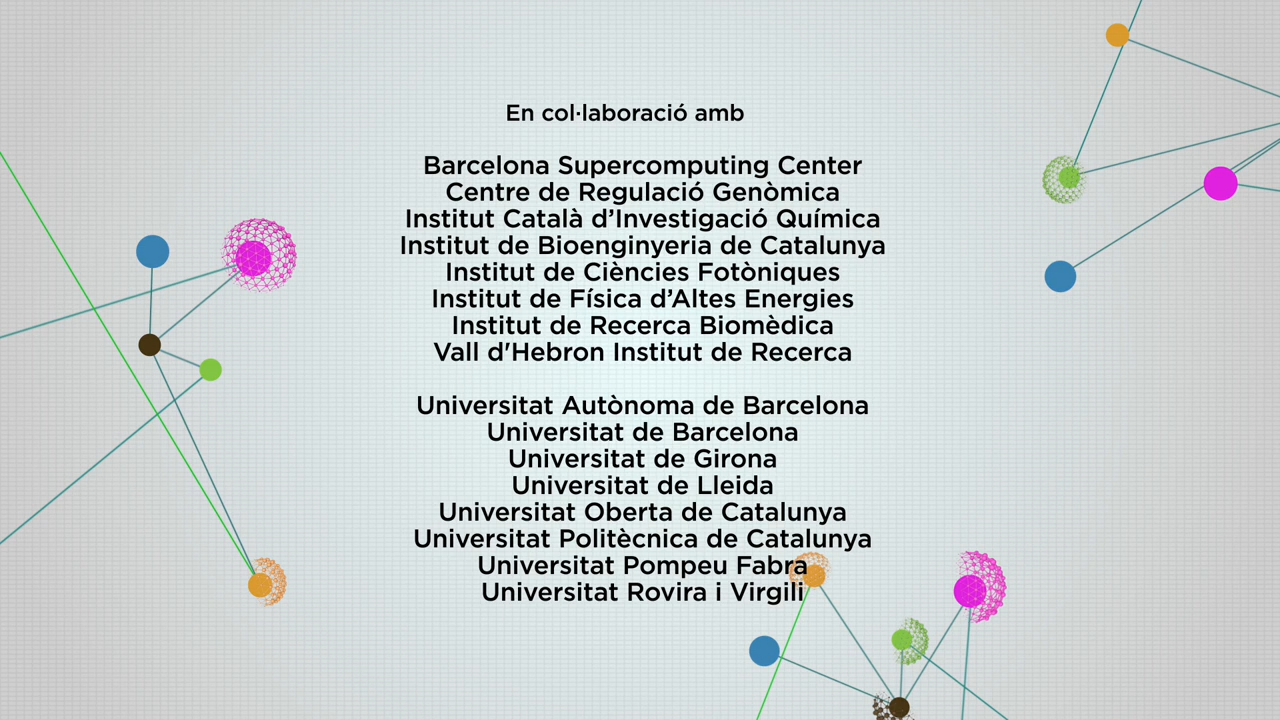 En col·laboració amb
Barcelona Supercomputing Center
Centre de Regulació Genòmica
Institut Català d’Investigació Química
Institut de Bioenginyeria de Catalunya
Institut de Ciències Fotòniques
Institut de Física d’Altes Energies
Institut de Recerca Biomèdica
Vall d'Hebron Institut de Recerca
Universitat Autònoma de Barcelona
Universitat de Barcelona
Universitat de Girona
Universitat de Lleida
Universitat Oberta de Catalunya
Universitat Politècnica de Catalunya
Universitat Pompeu Fabra
Universitat Rovira i Virgili